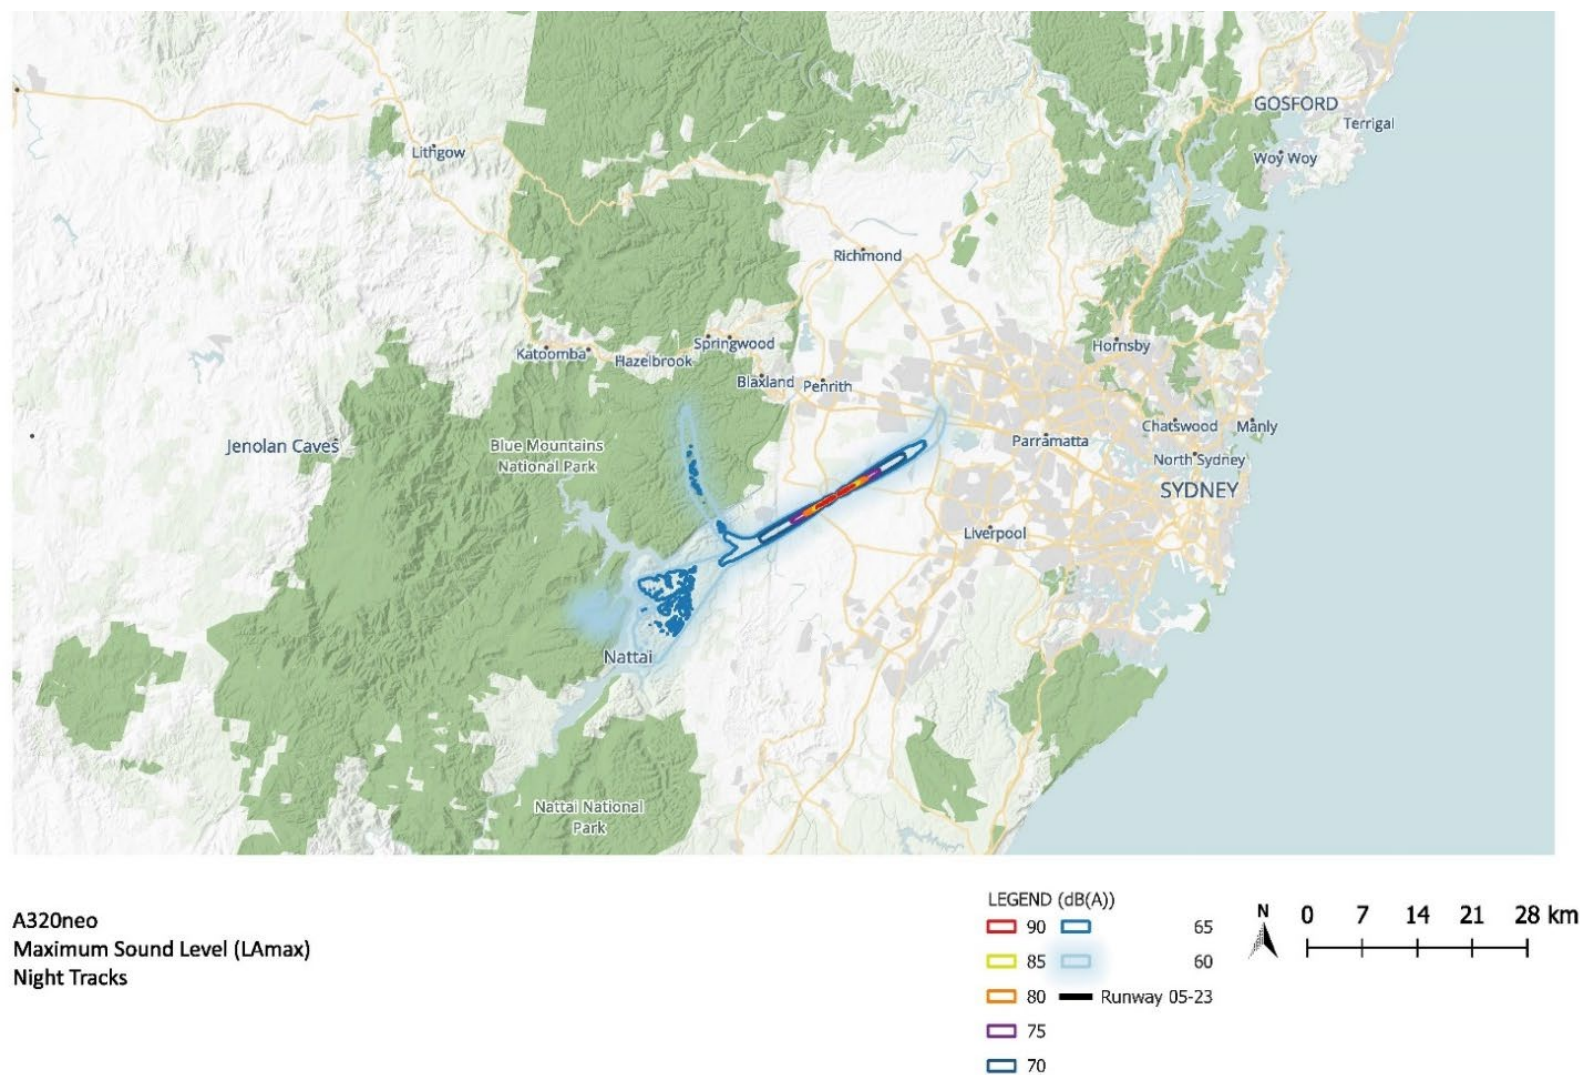 GOSFORD
Terrigal
Lithgow
Woy Woy
Richmond
Springwood
Hornsby
Katoomba
Hazelbrook
Blaxland
Penrith
Chatswood
Manly
Jenolan Caves
Blue Mountains
National Park
Parramatta
North Sydney
SYDNEY
Liverpool
Nattai
Nattai National
Park
A320neo
Maximum Sound Level (LAmax)
Night Tracks
LEGEND (dB(A))
90 65
85 60
80 Runway 05-23
75
70
N
0 7 14 21 28 km